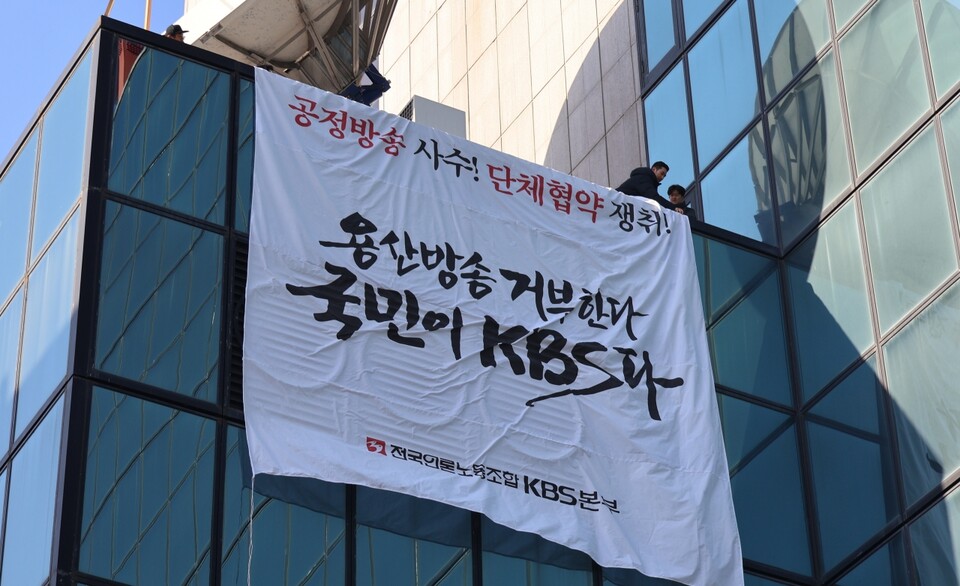 공정방송 사수! 단체협약 쟁취!
용산방송 거부한다
국민이 KBS다
전국언론노동조합 KBS본부